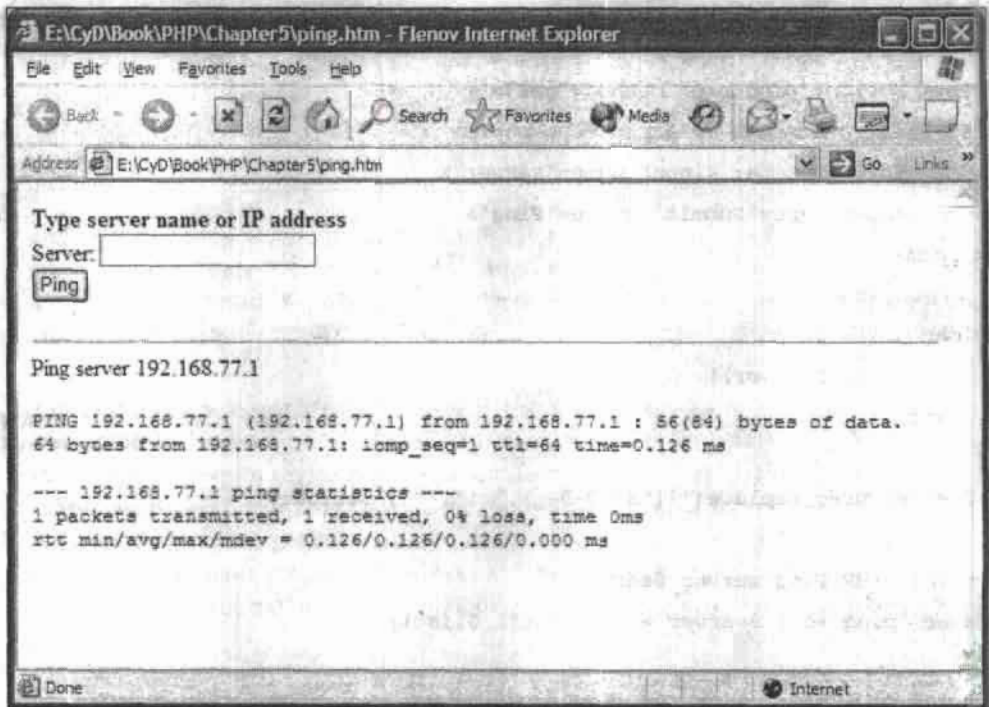 E:\CyD\Book\PHP\Chapter5\ping.htm - Flenov Internet Explorer
File Edit View Favorites Tools Help
Back Search Favorites Media
Address E:\CyD\Book\PHP\Chapter5\ping.htm Go Links »
Type server name or IP address
Server:
Ping
Ping server 192.168.77.1
PING 192.168.77.1 (192.168.77.1) from 192.168.77.1 : 56(84) bytes of data.
64 bytes from 192.168.77.1: icmp_seq=1 ttl=64 time=0.126 ms
--- 192.168.77.1 ping statistics ---
1 packets transmitted, 1 received, 0% loss, time 0ms
rtt min/avg/max/mdev = 0.126/0.126/0.126/0.000 ms
Done Internet